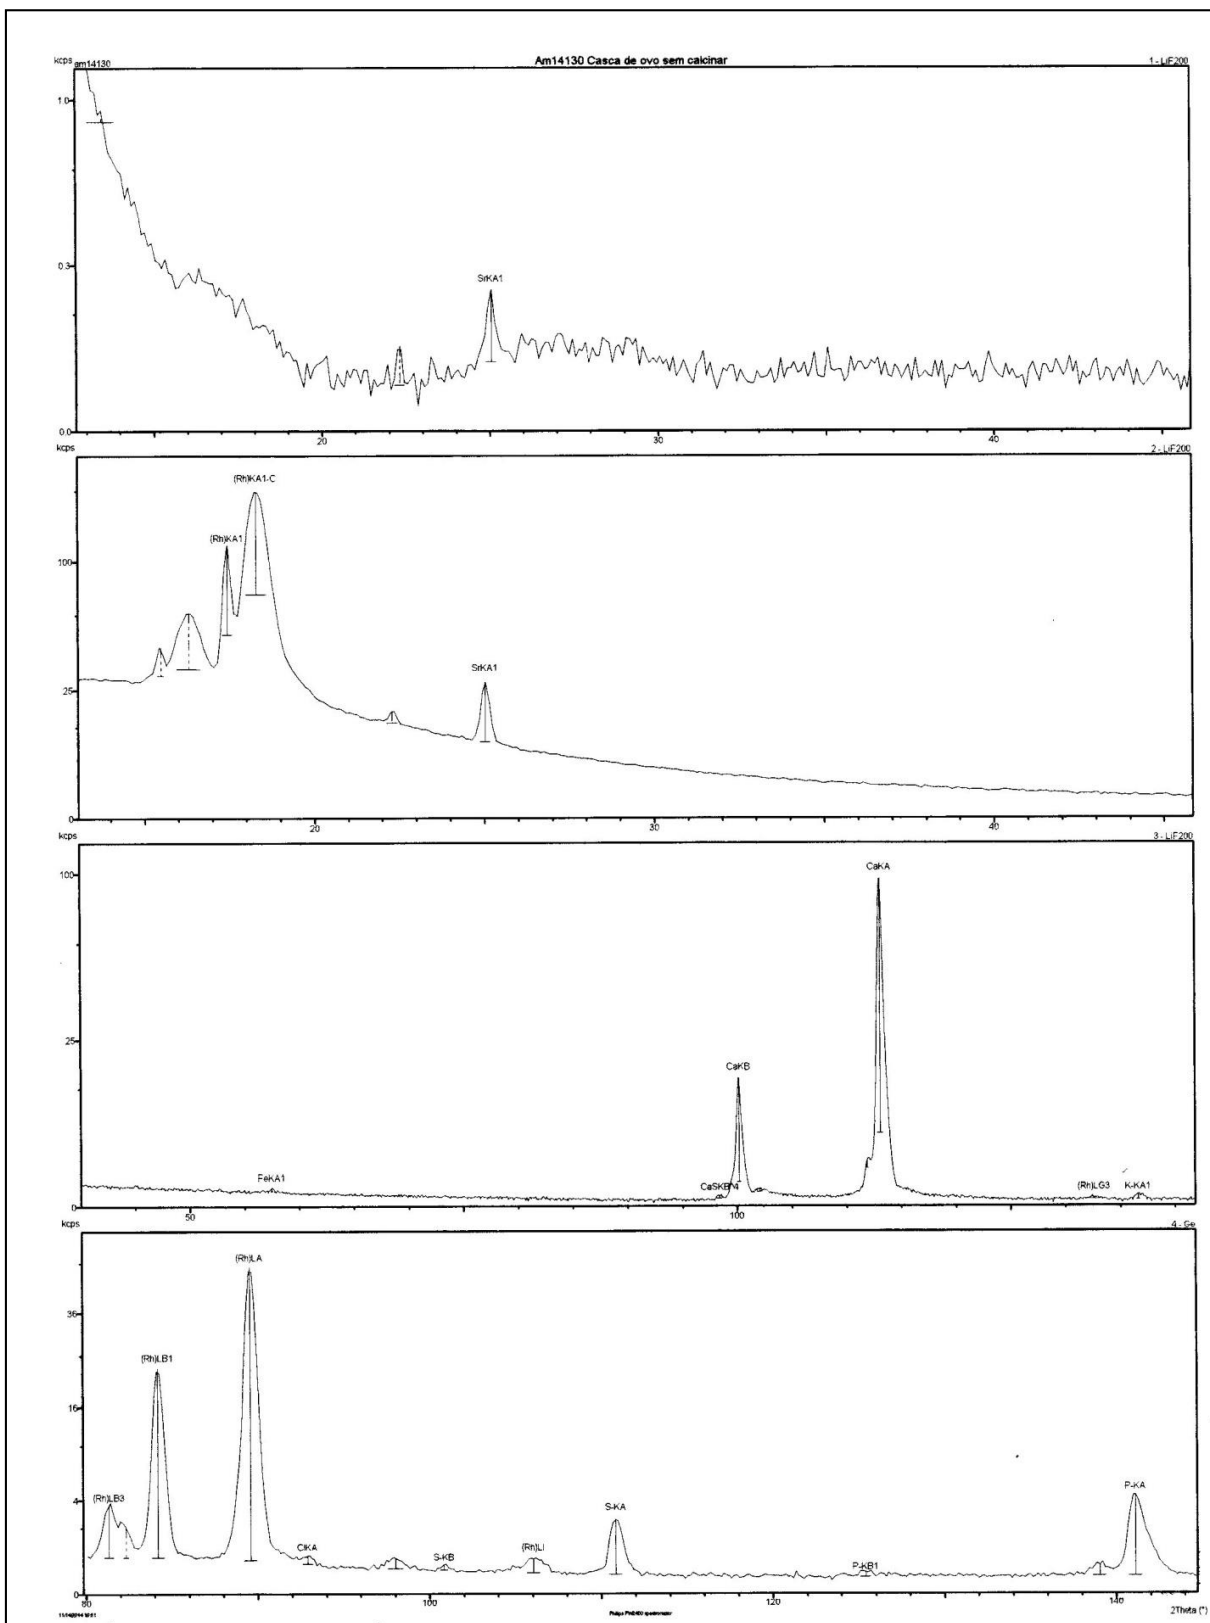 kcps am14130 Am14130 Casca de ovo sem calcinar 1 - LiF200
1.0
0.3
SrKA1
0.0
20 30 40
kcps 2 - LiF200
(Rh)KA1-C
(Rh)KA1
100
SrKA1
25
0
20 30 40
kcps 3 - LiF200
CaKA
100
25
CaKB
FeKA1 CaSKB^4 (Rh)LG3 K-KA1
0
50 100
kcps 4 - Ge
(Rh)LA
36
(Rh)LB1
16
(Rh)LB3 S-KA P-KA
4
ClKA S-KB (Rh)Ll P-KB1
0
80 100 120 140
2Theta (°)